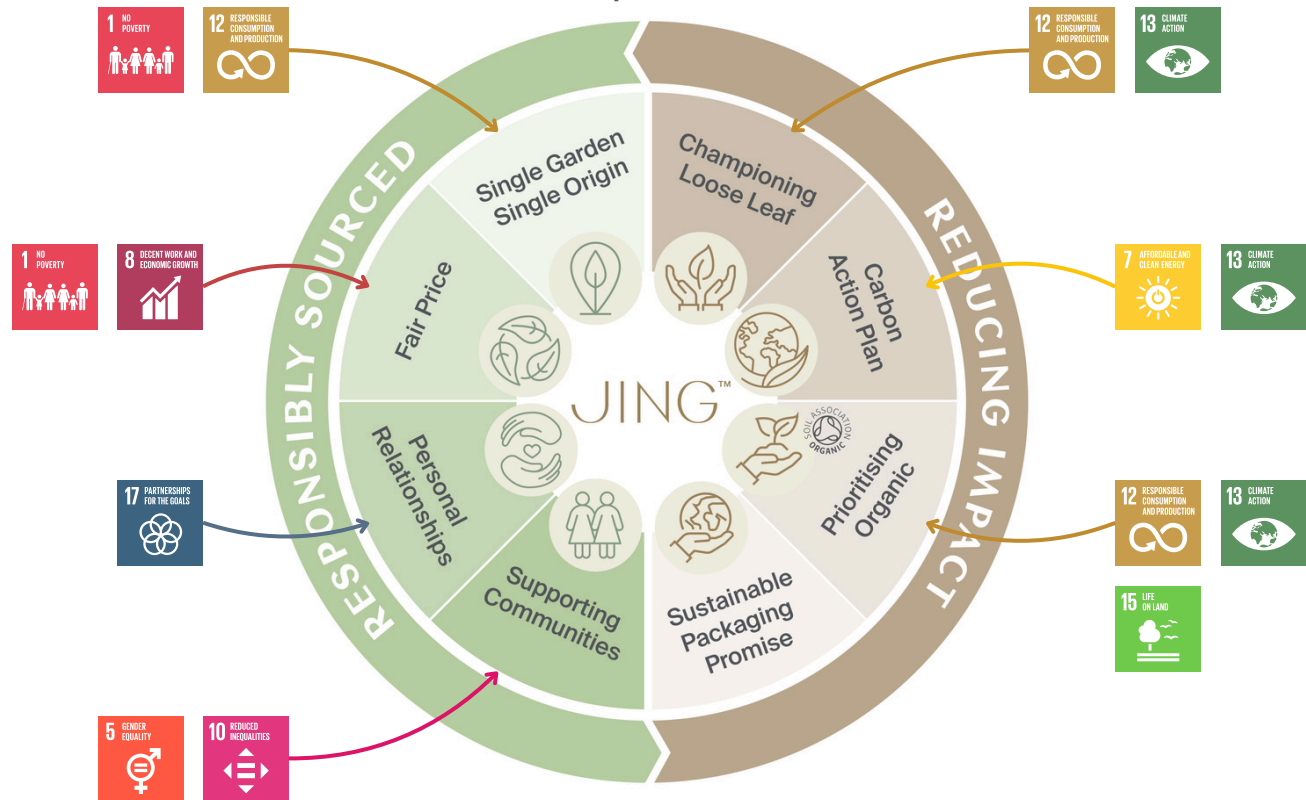 1 NO
POVERTY
12 RESPONSIBLE
CONSUMPTION
AND PRODUCTION
12 RESPONSIBLE
CONSUMPTION
AND PRODUCTION
13 CLIMATE
ACTION
RESPONSIBLY SOURCED
REDUCING IMPACT
Single Garden
Single Origin
Championing
Loose Leaf
1 NO
POVERTY
8 DECENT WORK AND
ECONOMIC GROWTH
Fair Price
Carbon
Action Plan
7 AFFORDABLE AND
CLEAN ENERGY
13 CLIMATE
ACTION
JING™
SOIL ASSOCIATION
ORGANIC
17 PARTNERSHIPS
FOR THE GOALS
Personal
Relationships
Prioritising
Organic
12 RESPONSIBLE
CONSUMPTION
AND PRODUCTION
13 CLIMATE
ACTION
15 LIFE
ON LAND
Supporting
Communities
Sustainable
Packaging
Promise
5 GENDER
EQUALITY
10 REDUCED
INEQUALITIES